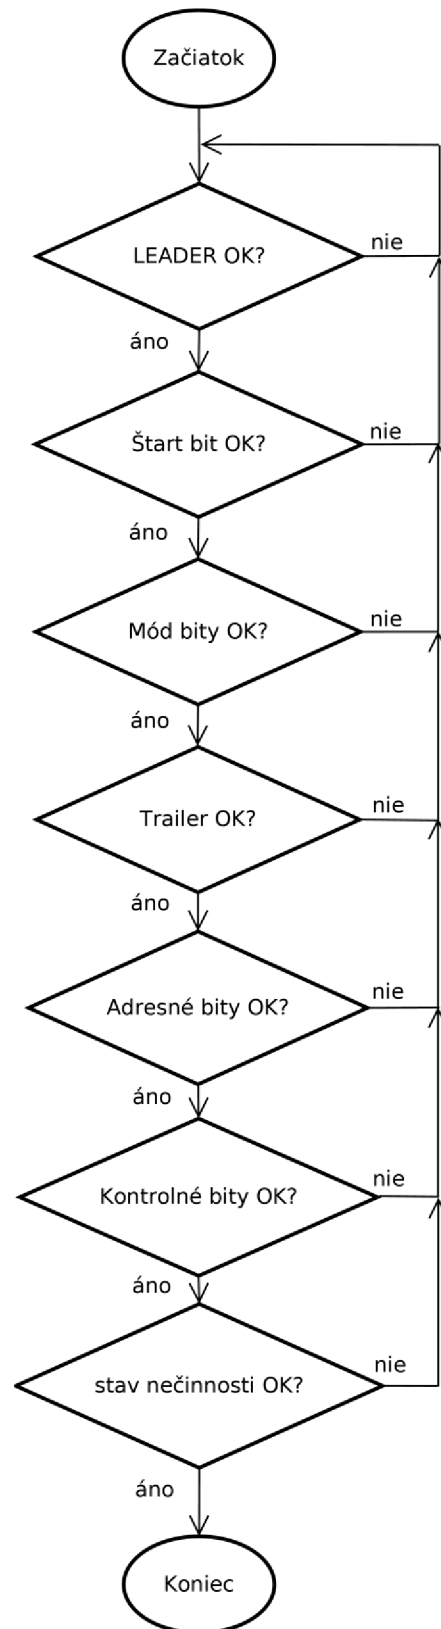 Začiatok
LEADER OK?
nie
áno
Štart bit OK?
nie
áno
Mód bity OK?
nie
áno
Trailer OK?
nie
áno
Adresné bity OK?
nie
áno
Kontrolné bity OK?
nie
áno
stav nečinnosti OK?
nie
áno
Koniec